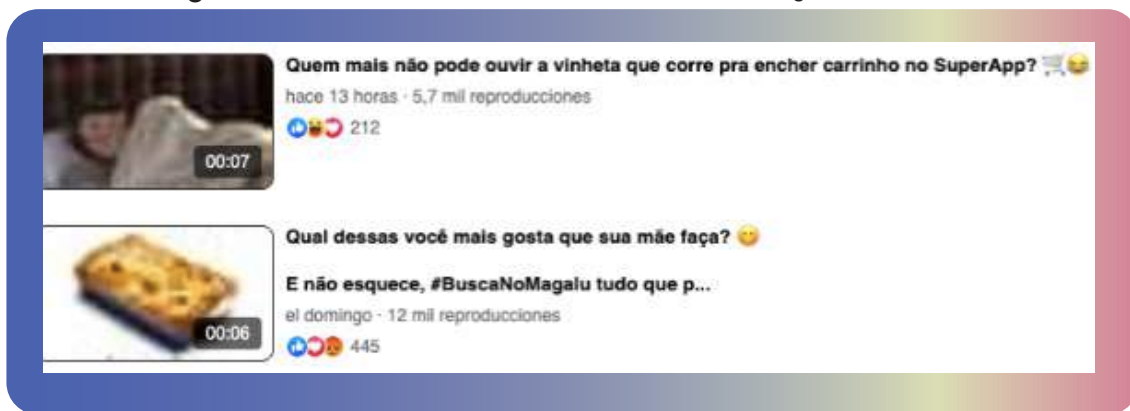 Quem mais não pode ouvir a vinheta que corre pra encher carrinho no SuperApp? 🛒😂
hace 13 horas · 5,7 mil reproducciones
212
00:07
Qual dessas você mais gosta que sua mãe faça? 😋
E não esquece, #BuscaNoMagalu tudo que p...
el domingo · 12 mil reproducciones
00:06
445